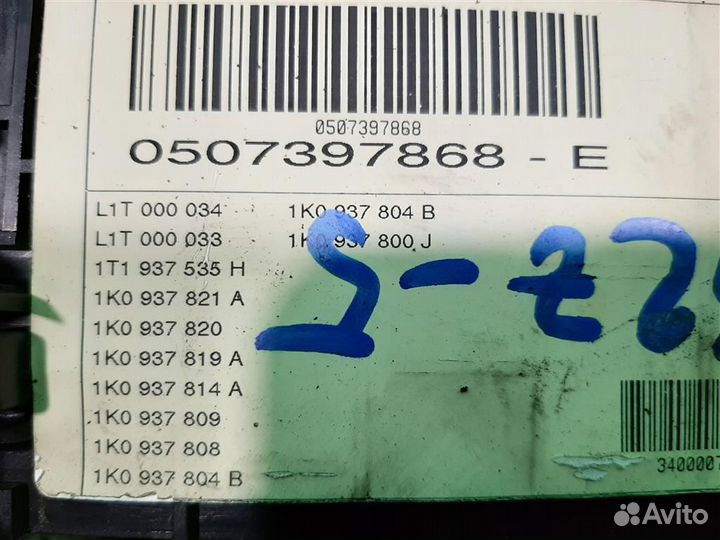 0507397868
0507397868 - E
L1T 000 034 1K0 937 804 B
L1T 000 033 1K0 937 800 J
1T1 937 535 H
1K0 937 821 A
1K0 937 820
1K0 937 819 A
1K0 937 814 A
1K0 937 809
1K0 937 808
1K0 937 804 B
3400007
Avito